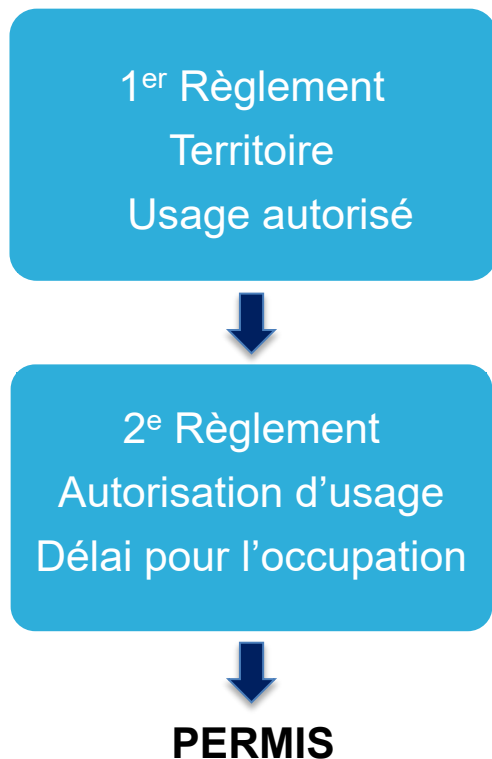 1er Règlement
Territoire
Usage autorisé
2e Règlement
Autorisation d’usage
Délai pour l’occupation
PERMIS